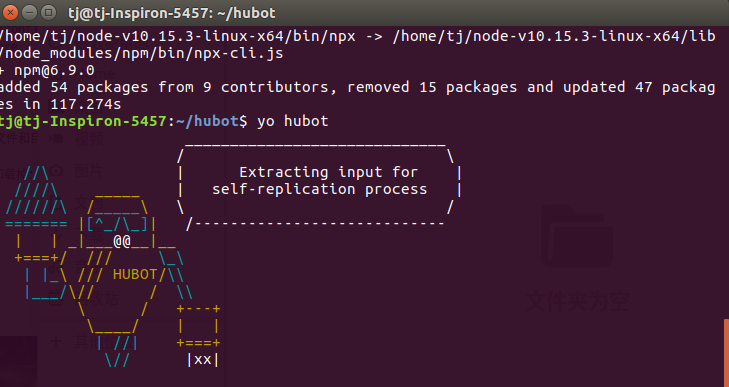 tj@tj-Inspiron-5457: ~/hubot
/home/tj/node-v10.15.3-linux-x64/bin/npx -> /home/tj/node-v10.15.3-linux-x64/lib
/node_modules/npm/bin/npx-cli.js
+ npm@6.9.0
added 54 packages from 9 contributors, removed 15 packages and updated 47 packag
es in 117.274s
tj@tj-Inspiron-5457:~/hubot$ yo hubot
Extracting input for
self-replication process
HUBOT
|xx|
文件夹为空